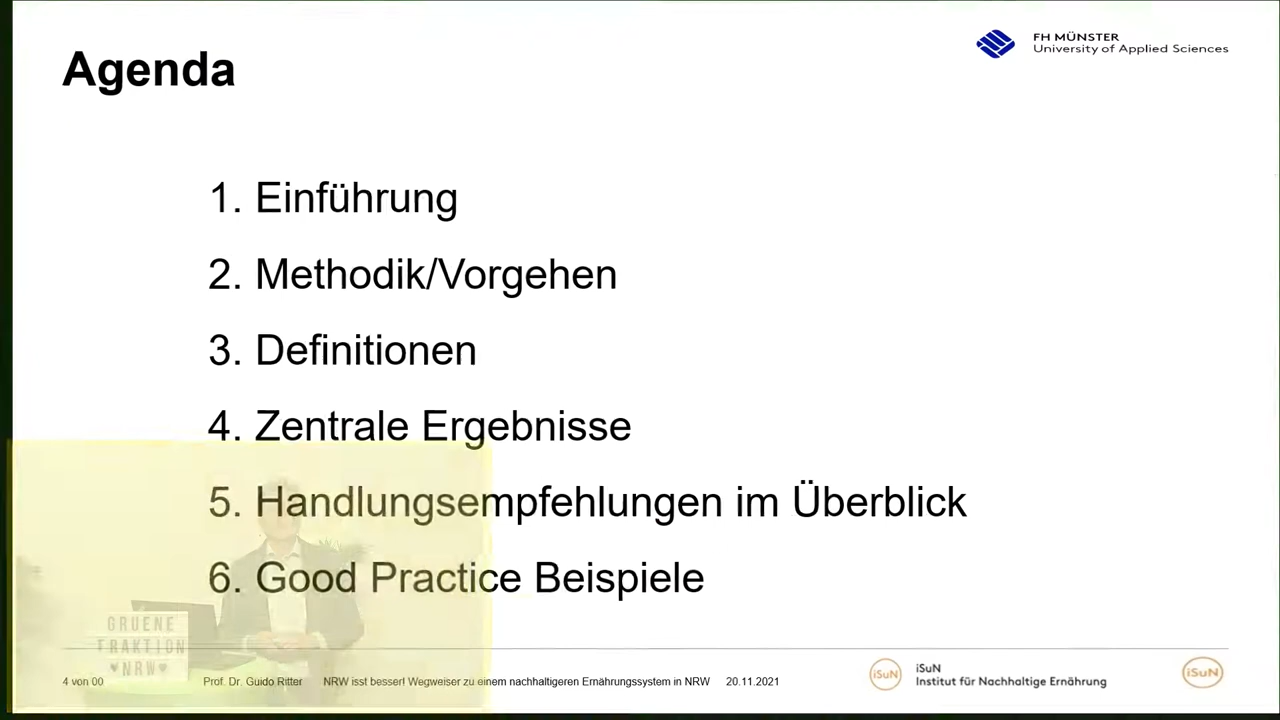 Agenda
FH MÜNSTER
University of Applied Sciences
1. Einführung
2. Methodik/Vorgehen
3. Definitionen
4. Zentrale Ergebnisse
5. Handlungsempfehlungen im Überblick
6. Good Practice Beispiele
GRUENE
FRAKTION
♥NRW♥
4 von 00 Prof. Dr. Guido Ritter NRW isst besser! Wegweiser zu einem nachhaltigeren Ernährungssystem in NRW 20.11.2021
iSuN
iSuN
Institut für Nachhaltige Ernährung
iSuN